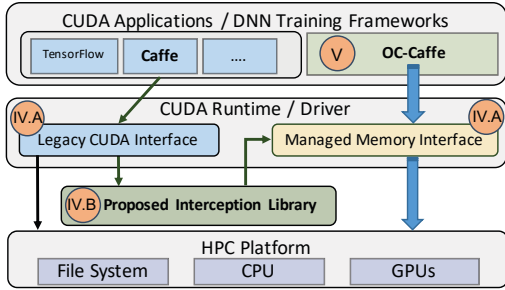 CUDA Applications / DNN Training Frameworks
TensorFlow
Caffe
....
V
OC-Caffe
IV.A
CUDA Runtime / Driver
IV.A
Legacy CUDA Interface
Managed Memory Interface
IV.B
Proposed Interception Library
HPC Platform
File System
CPU
GPUs